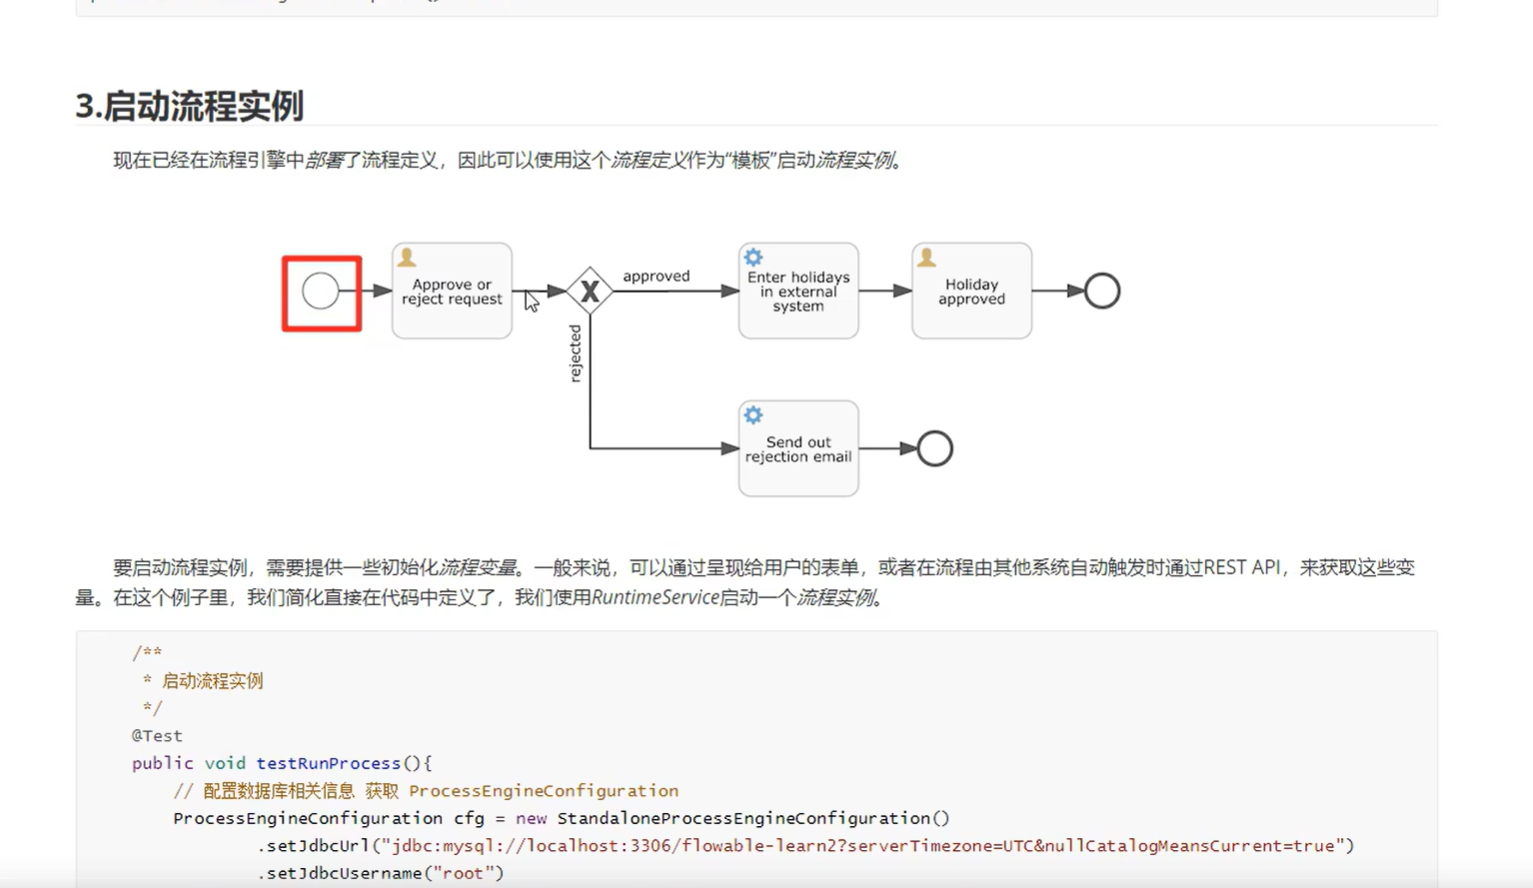 3.启动流程实例
现在已经在流程引擎中部署了流程定义，因此可以使用这个流程定义作为“模板”启动流程实例。
Approve or
reject request
X
approved
rejected
Enter holidays
in external
system
Holiday
approved
Send out
rejection email
要启动流程实例，需要提供一些初始化流程变量。一般来说，可以通过呈现给用户的表单，或者在流程由其他系统自动触发时通过REST API，来获取这些变
量。在这个例子里，我们简化直接在代码中定义了，我们使用RuntimeService启动一个流程实例。
/**
* 启动流程实例
*/
@Test
public void testRunProcess(){
// 配置数据库相关信息 获取 ProcessEngineConfiguration
ProcessEngineConfiguration cfg = new StandaloneProcessEngineConfiguration()
.setJdbcUrl("jdbc:mysql://localhost:3306/flowable-learn2?serverTimezone=UTC&nullCatalogMeansCurrent=true")
.setJdbcUsername("root")